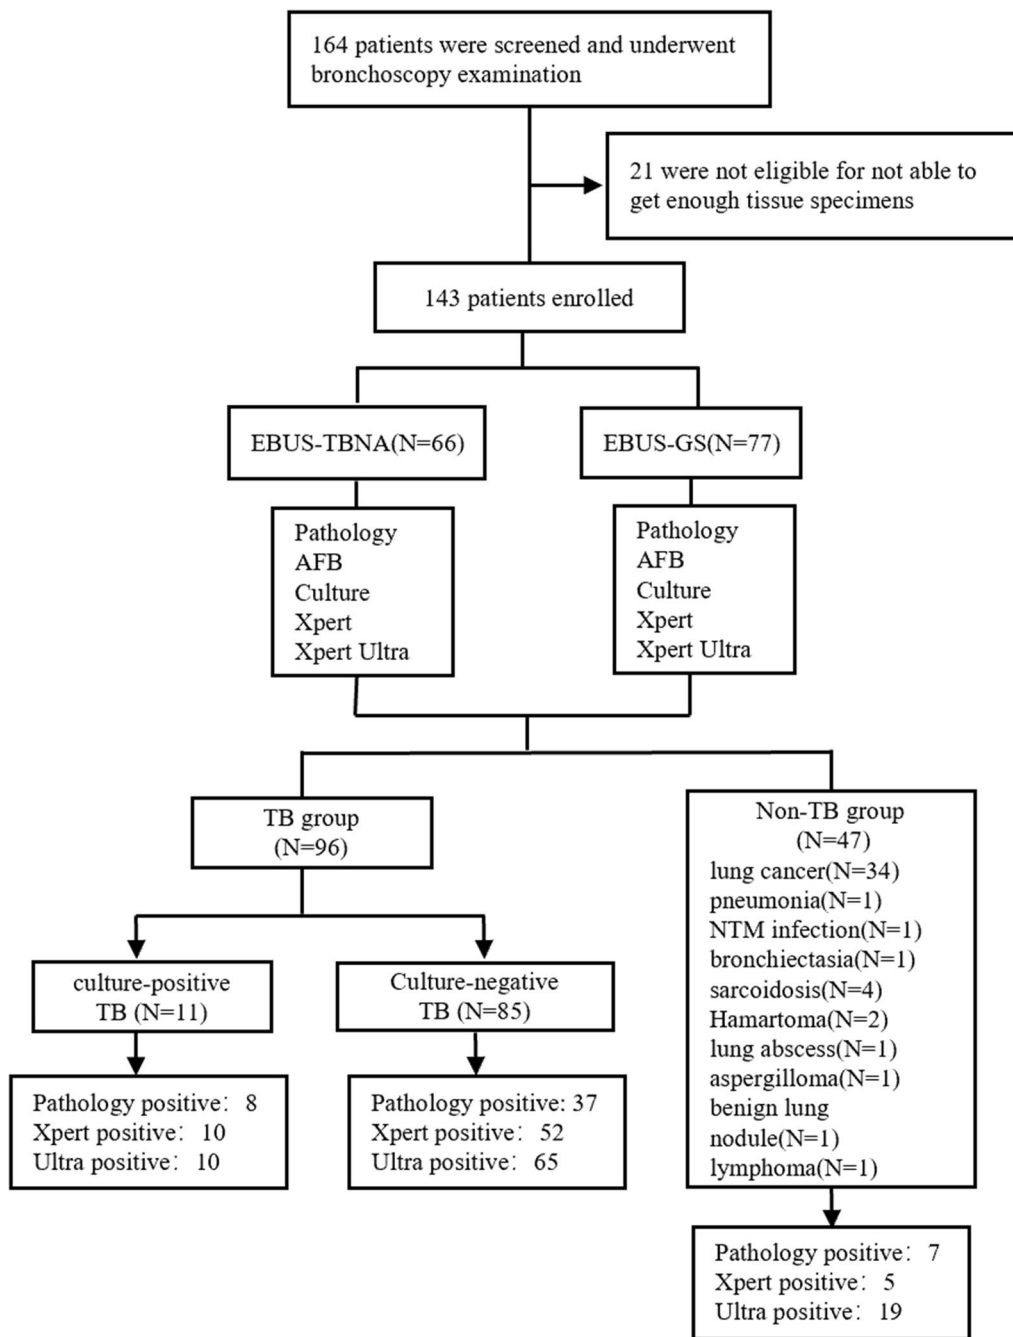 164 patients were screened and underwent
bronchoscopy examination
21 were not eligible for not able to
get enough tissue specimens
143 patients enrolled
EBUS-TBNA(N=66)
EBUS-GS(N=77)
Pathology
AFB
Culture
Xpert
Xpert Ultra
Pathology
AFB
Culture
Xpert
Xpert Ultra
TB group
(N=96)
Non-TB group
(N=47)
lung cancer(N=34)
pneumonia(N=1)
NTM infection(N=1)
bronchiectasia(N=1)
sarcoidosis(N=4)
Hamartoma(N=2)
lung abscess(N=1)
aspergilloma(N=1)
benign lung
nodule(N=1)
lymphoma(N=1)
culture-positive
TB (N=11)
Culture-negative
TB (N=85)
Pathology positive: 8
Xpert positive: 10
Ultra positive: 10
Pathology positive: 37
Xpert positive: 52
Ultra positive: 65
Pathology positive: 7
Xpert positive: 5
Ultra positive: 19